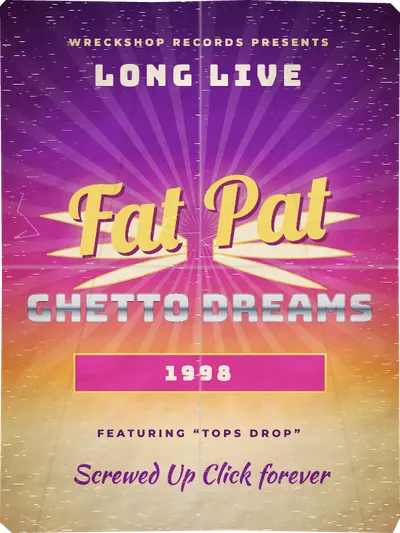 WRECKSHOP RECORDS PRESENTS
LONG LIVE
Fat Pat
GHETTO DREAMS
1998
FEATURING “TOPS DROP”
Screwed Up Click forever